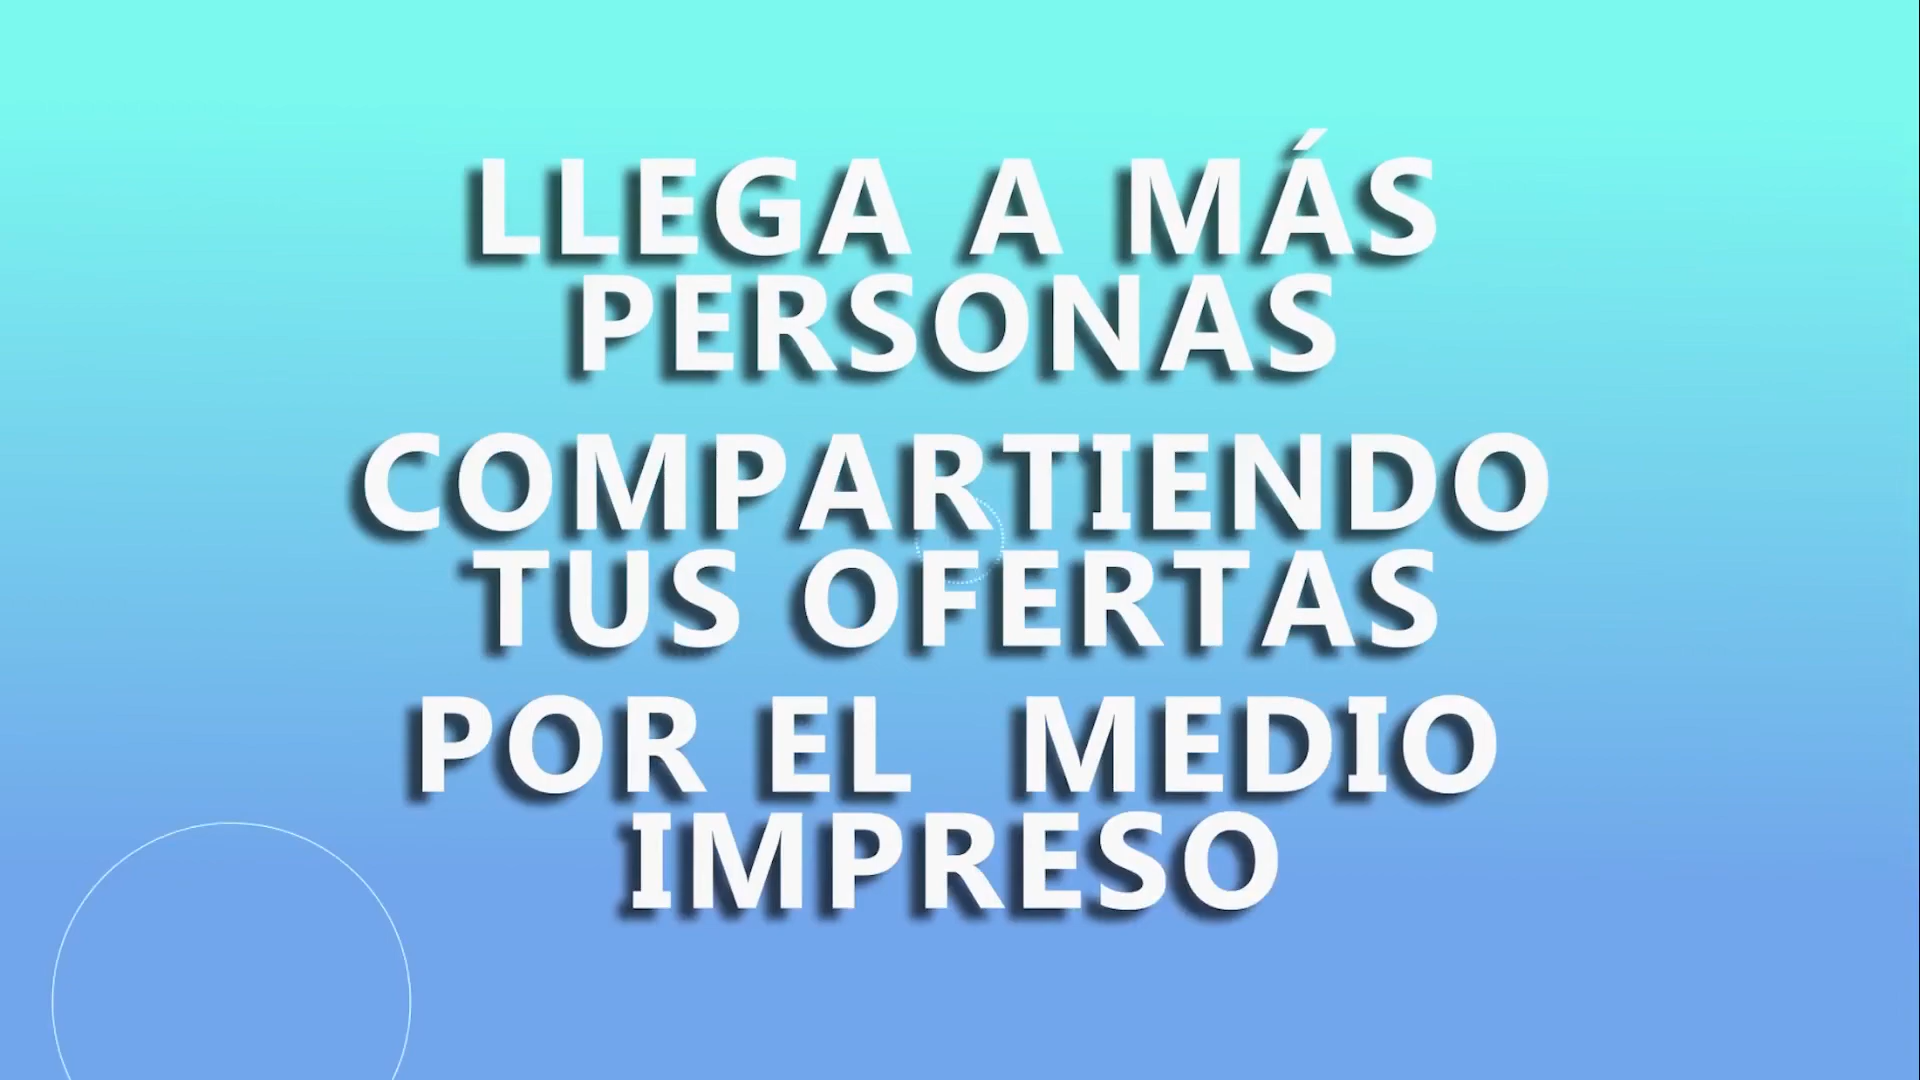 LLEGA A MÁS
PERSONAS
COMPARTIENDO
TUS OFERTAS
POR EL MEDIO
IMPRESO